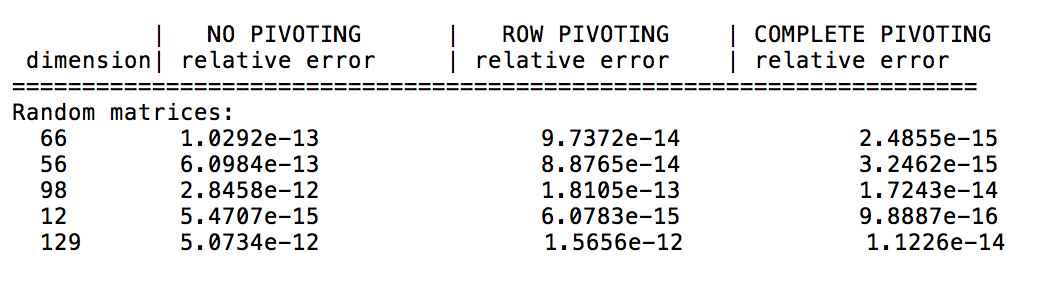 | NO PIVOTING | ROW PIVOTING | COMPLETE PIVOTING
dimension| relative error | relative error | relative error
=====================================================================
Random matrices:
66 1.0292e-13 9.7372e-14 2.4855e-15
56 6.0984e-13 8.8765e-14 3.2462e-15
98 2.8458e-12 1.8105e-13 1.7243e-14
12 5.4707e-15 6.0783e-15 9.8887e-16
129 5.0734e-12 1.5656e-12 1.1226e-14